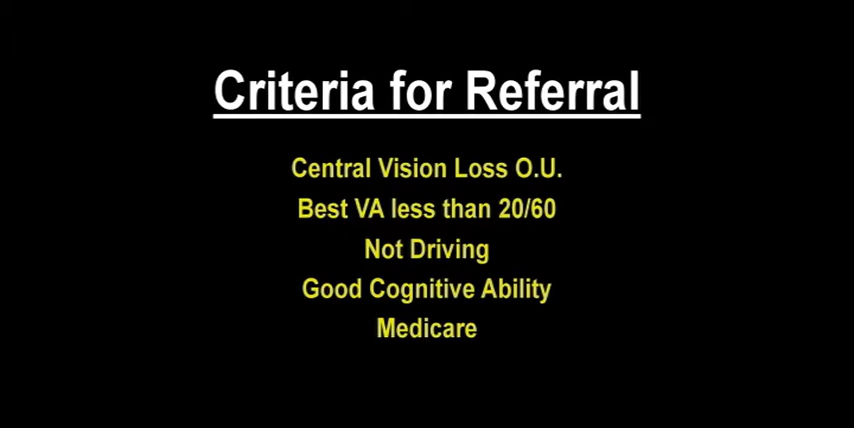 Criteria for Referral
Central Vision Loss O.U.
Best VA less than 20/60
Not Driving
Good Cognitive Ability
Medicare